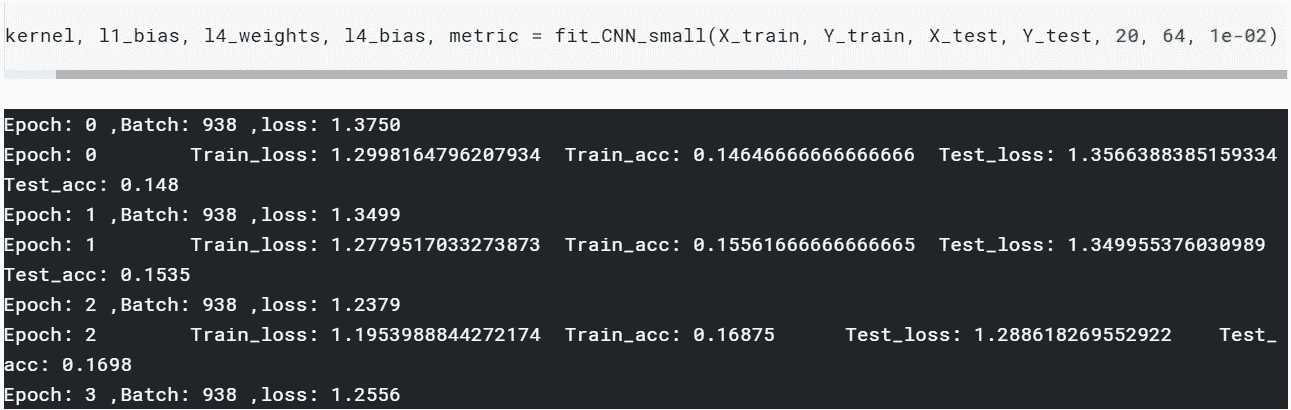 kernel, l1_bias, l4_weights, l4_bias, metric = fit_CNN_small(X_train, Y_train, X_test, Y_test, 20, 64, 1e-02)
Epoch: 0 ,Batch: 938 ,loss: 1.3750
Epoch: 0 Train_loss: 1.2998164796207934 Train_acc: 0.14646666666666666 Test_loss: 1.3566388385159334
Test_acc: 0.148
Epoch: 1 ,Batch: 938 ,loss: 1.3499
Epoch: 1 Train_loss: 1.2779517033273873 Train_acc: 0.15561666666666665 Test_loss: 1.349955376030989
Test_acc: 0.1535
Epoch: 2 ,Batch: 938 ,loss: 1.2379
Epoch: 2 Train_loss: 1.1953988844272174 Train_acc: 0.16875 Test_loss: 1.288618269552922 Test_
acc: 0.1698
Epoch: 3 ,Batch: 938 ,loss: 1.2556